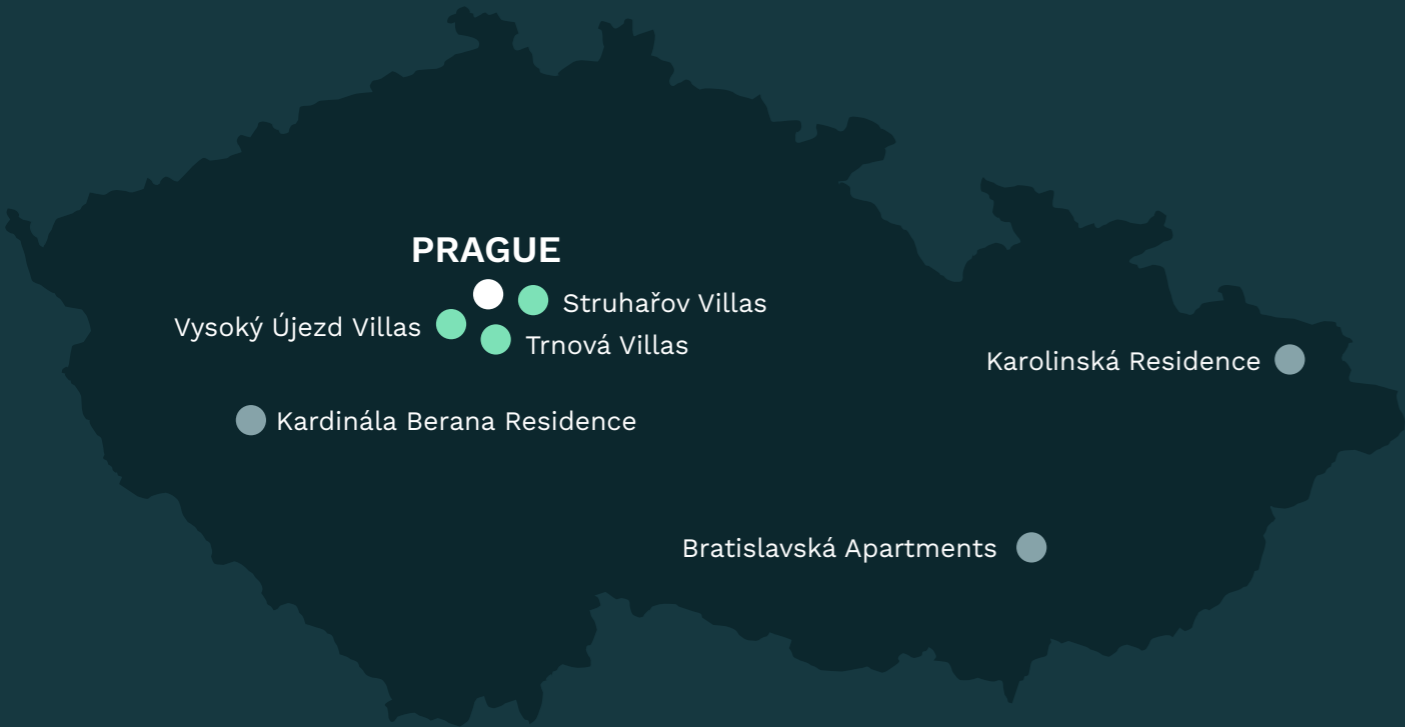 PRAGUE
Struhařov Villas
Vysoký Újezd Villas
Trnová Villas
Karolinská Residence
Kardinála Berana Residence
Bratislavská Apartments